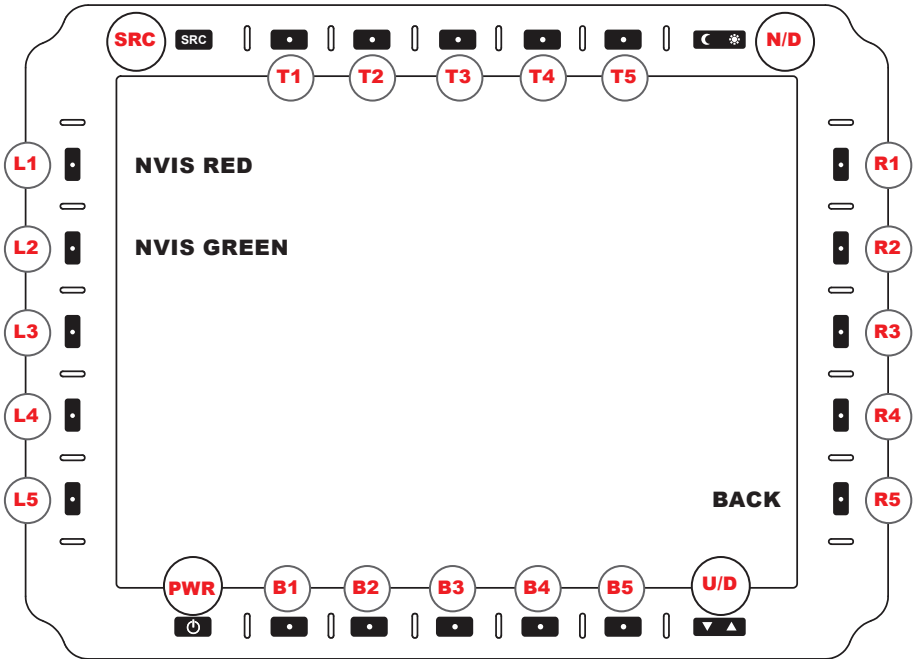 SRC SRC N/D
T1 T2 T3 T4 T5
L1 NVIS RED R1
L2 NVIS GREEN R2
L3 R3
L4 R4
L5 BACK R5
PWR B1 B2 B3 B4 B5 U/D